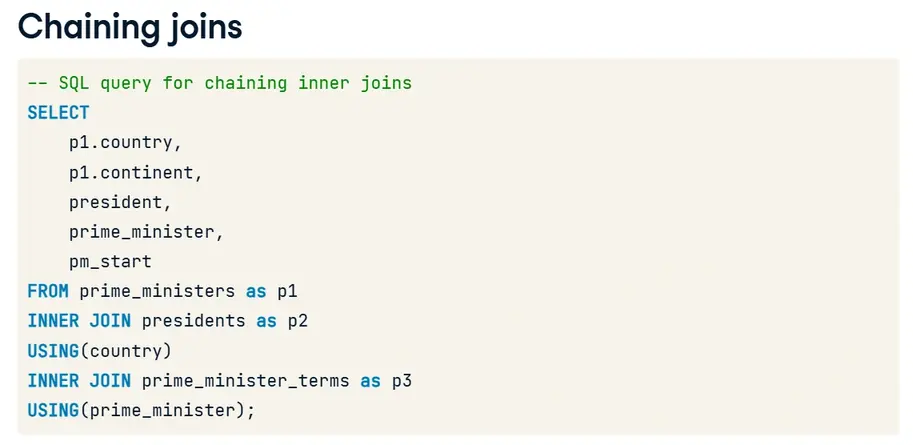 Chaining joins
-- SQL query for chaining inner joins
SELECT
    p1.country,
    p1.continent,
    president,
    prime_minister,
    pm_start
FROM prime_ministers as p1
INNER JOIN presidents as p2
USING(country)
INNER JOIN prime_minister_terms as p3
USING(prime_minister);